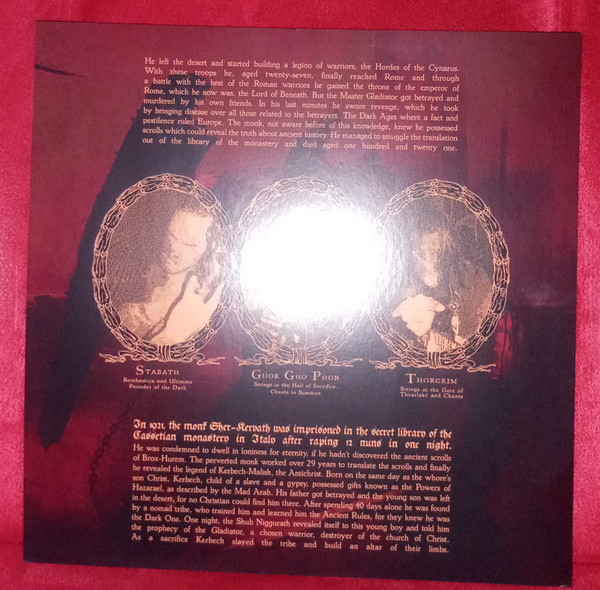 He left the desert and started building a legion of warriors, the Hordes of the Cynarus.
With these troops he, aged twenty-seven, finally reached Rome and through
a battle with the best of the Roman warriors he gained the throne of the emperor of
Rome, which he now was, the Lord of Beneath. But the Master Gladiator got betrayed and
murdered by his own friends. In his last minutes he swore revenge, which he took
by bringing disease over all those related to the betrayers. The Dark Ages where a fact and
pestilence ruled Europe. The monk, not aware before of this knowledge, knew he possessed
scrolls which could reveal the truth about ancient history. He managed to smuggle the translation
out of the library of the monastery and died aged one hundred and twenty one.
Stabath
Bombastica and Ultimate
Pounder of the Dark
Ghor Gho Phon
Strings in the Hall of Sacrifice,
Chants to Summon
Thorgrim
Strings at the Gate of
Thzarlaki and Chants
In 1921, the monk Sher-Kervath was imprisoned in the secret library of the
Cassetian monastery in Italo after raping 12 nuns in one night.
He was condemned to dwell in loniness for eternity, if he hadn't discovered the ancient scrolls
of Brox-Hurem. The perverted monk worked over 29 years to translate the scrolls and finally
he revealed the legend of Kerbech-Maliah, the Antichrist. Born on the same day as the whore's
son Christ, Kerbech, child of a slave and a gypsy, possessed gifts known as the Powers of
Hazarael, as described by the Mad Arab. His father got betrayed and the young son was left
in the desert, for no Christian could find him there. After spending 40 days alone he was found
by a nomad tribe, who trained him and learned him the Ancient Rules, for they knew he was
the Dark One. One night, the Shub Niggurath revealed itself to this young boy and told him
the prophecy of the Gladiator, a chosen warrior, destroyer of the church of Christ.
As a sacrifice Kerbech slayed the tribe and build an altar of their limbs.